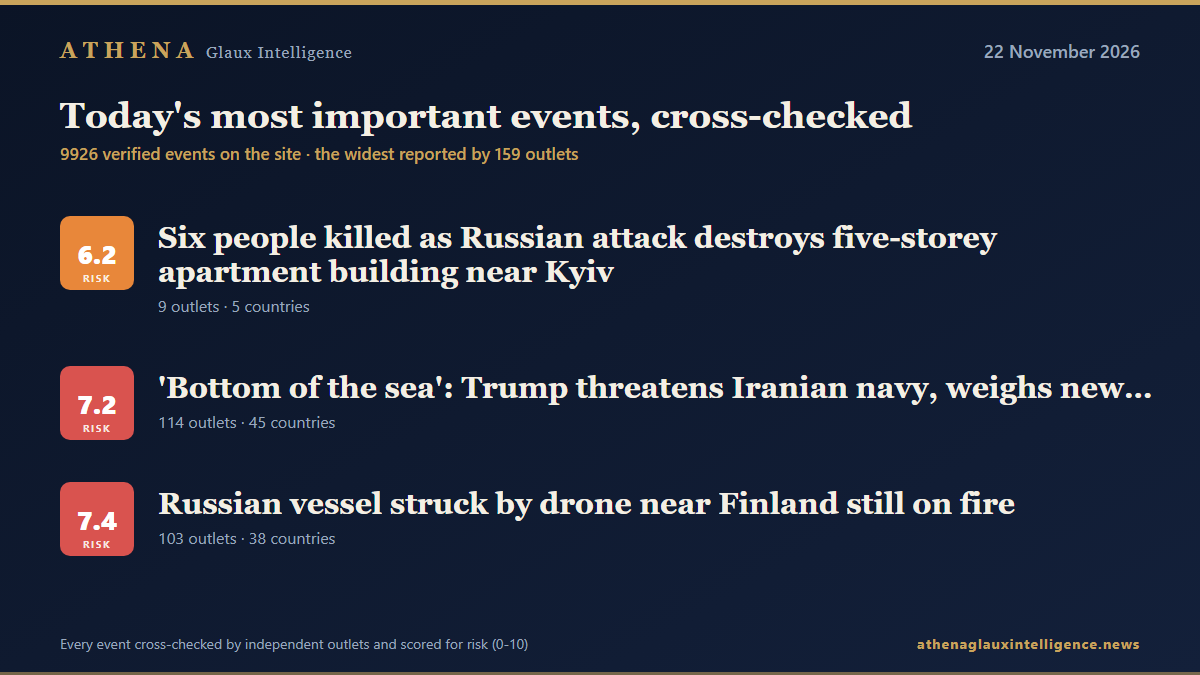 ATHENA Glaux Intelligence
22 November 2026
Today's most important events, cross-checked
9926 verified events on the site · the widest reported by 159 outlets
6.2
RISK
Six people killed as Russian attack destroys five-storey
apartment building near Kyiv
9 outlets · 5 countries
7.2
RISK
'Bottom of the sea': Trump threatens Iranian navy, weighs new...
114 outlets · 45 countries
7.4
RISK
Russian vessel struck by drone near Finland still on fire
103 outlets · 38 countries
Every event cross-checked by independent outlets and scored for risk (0-10)
athenaglauxintelligence.news